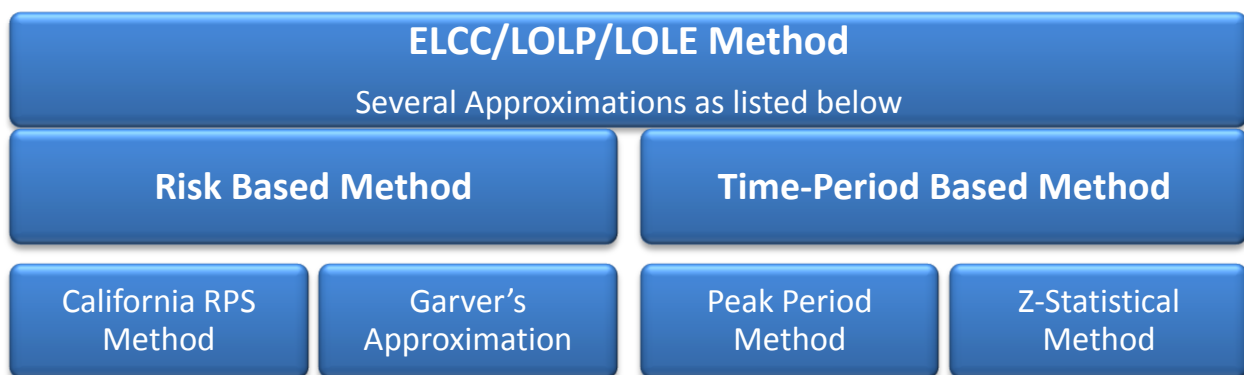 ELCC/LOLP/LOLE Method
Several Approximations as listed below
Risk Based Method
Time-Period Based Method
California RPS
Method
Garver’s
Approximation
Peak Period
Method
Z-Statistical
Method